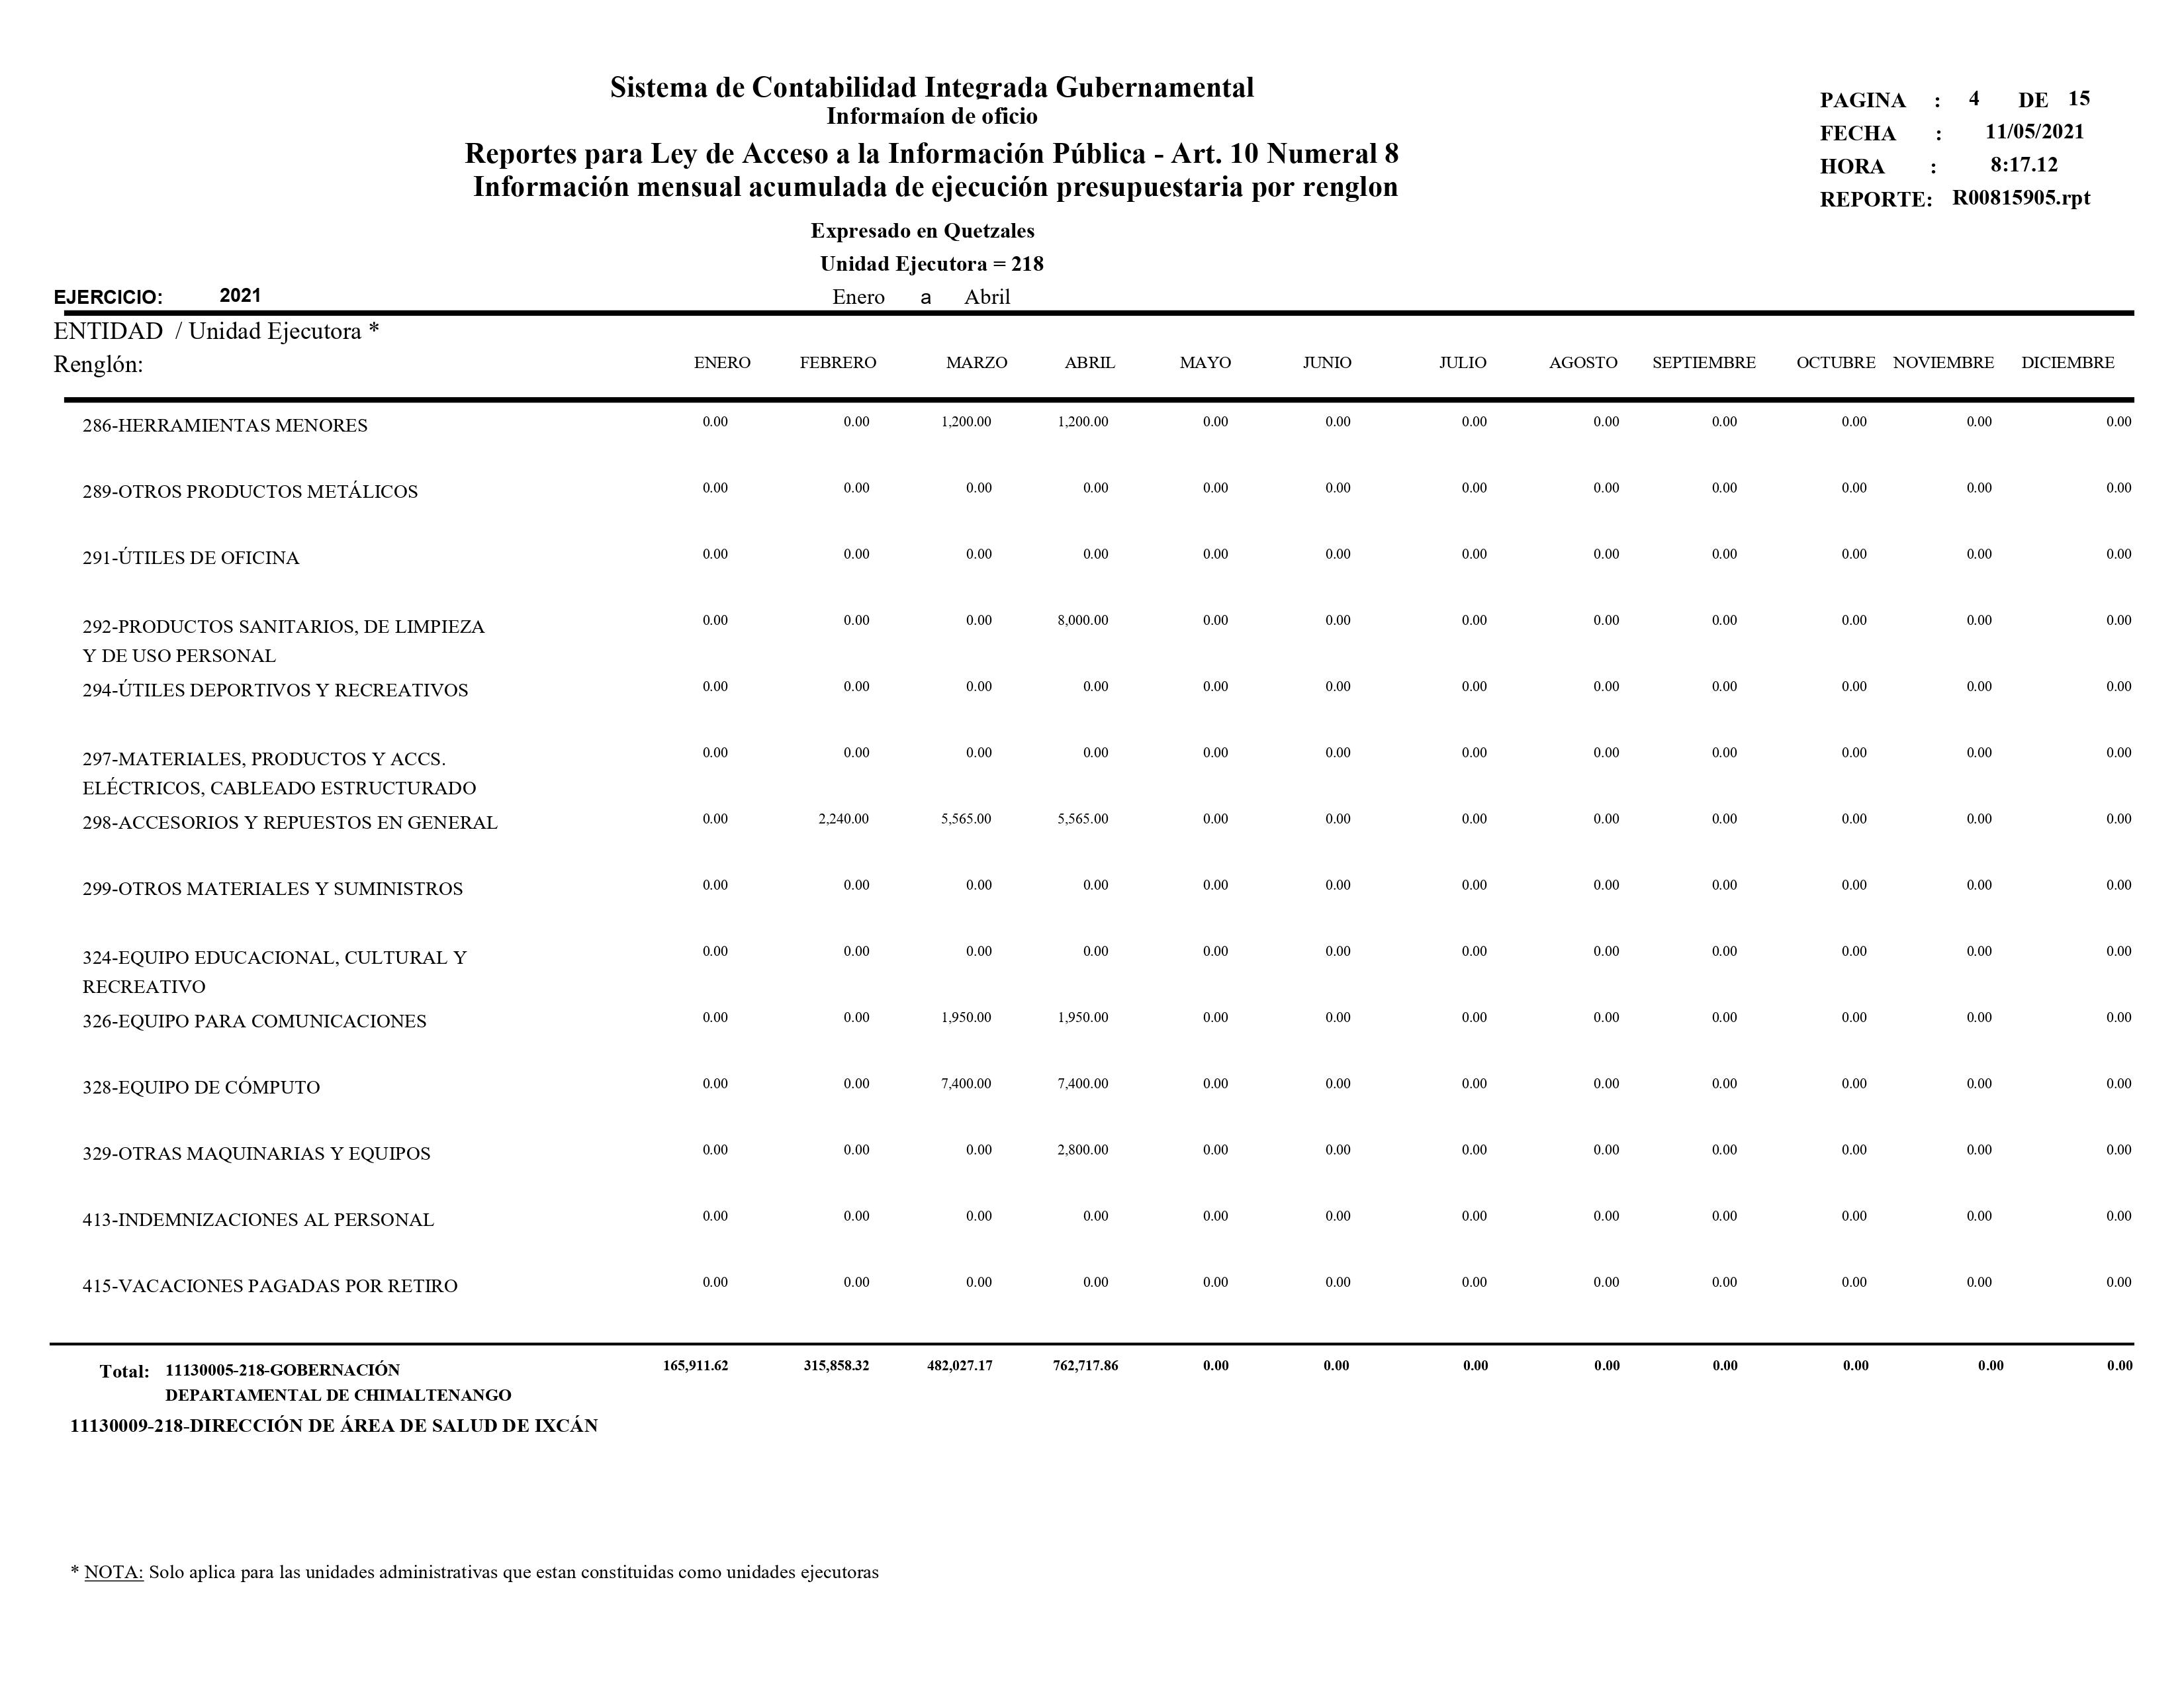 Sistema de Contabilidad Integrada Gubernamental
Informaíon de oficio
Reportes para Ley de Acceso a la Información Pública - Art. 10 Numeral 8
Información mensual acumulada de ejecución presupuestaria por renglon
Expresado en Quetzales
Unidad Ejecutora = 218
PAGINA : 4 DE 15
FECHA : 11/05/2021
HORA : 8:17.12
REPORTE: R00815905.rpt
EJERCICIO: 2021 Enero a Abril
ENTIDAD / Unidad Ejecutora *
Renglón: ENERO FEBRERO MARZO ABRIL MAYO JUNIO JULIO AGOSTO SEPTIEMBRE OCTUBRE NOVIEMBRE DICIEMBRE
286-HERRAMIENTAS MENORES 0.00 0.00 1,200.00 1,200.00 0.00 0.00 0.00 0.00 0.00 0.00 0.00 0.00
289-OTROS PRODUCTOS METÁLICOS 0.00 0.00 0.00 0.00 0.00 0.00 0.00 0.00 0.00 0.00 0.00 0.00
291-ÚTILES DE OFICINA 0.00 0.00 0.00 0.00 0.00 0.00 0.00 0.00 0.00 0.00 0.00 0.00
292-PRODUCTOS SANITARIOS, DE LIMPIEZA 0.00 0.00 0.00 8,000.00 0.00 0.00 0.00 0.00 0.00 0.00 0.00 0.00
Y DE USO PERSONAL
294-ÚTILES DEPORTIVOS Y RECREATIVOS 0.00 0.00 0.00 0.00 0.00 0.00 0.00 0.00 0.00 0.00 0.00 0.00
297-MATERIALES, PRODUCTOS Y ACCS. 0.00 0.00 0.00 0.00 0.00 0.00 0.00 0.00 0.00 0.00 0.00 0.00
ELÉCTRICOS, CABLEADO ESTRUCTURADO
298-ACCESORIOS Y REPUESTOS EN GENERAL 0.00 2,240.00 5,565.00 5,565.00 0.00 0.00 0.00 0.00 0.00 0.00 0.00 0.00
299-OTROS MATERIALES Y SUMINISTROS 0.00 0.00 0.00 0.00 0.00 0.00 0.00 0.00 0.00 0.00 0.00 0.00
324-EQUIPO EDUCACIONAL, CULTURAL Y 0.00 0.00 0.00 0.00 0.00 0.00 0.00 0.00 0.00 0.00 0.00 0.00
RECREATIVO
326-EQUIPO PARA COMUNICACIONES 0.00 0.00 1,950.00 1,950.00 0.00 0.00 0.00 0.00 0.00 0.00 0.00 0.00
328-EQUIPO DE CÓMPUTO 0.00 0.00 7,400.00 7,400.00 0.00 0.00 0.00 0.00 0.00 0.00 0.00 0.00
329-OTRAS MAQUINARIAS Y EQUIPOS 0.00 0.00 0.00 2,800.00 0.00 0.00 0.00 0.00 0.00 0.00 0.00 0.00
413-INDEMNIZACIONES AL PERSONAL 0.00 0.00 0.00 0.00 0.00 0.00 0.00 0.00 0.00 0.00 0.00 0.00
415-VACACIONES PAGADAS POR RETIRO 0.00 0.00 0.00 0.00 0.00 0.00 0.00 0.00 0.00 0.00 0.00 0.00
Total: 11130005-218-GOBERNACIÓN 165,911.62 315,858.32 482,027.17 762,717.86 0.00 0.00 0.00 0.00 0.00 0.00 0.00 0.00
DEPARTAMENTAL DE CHIMALTENANGO
11130009-218-DIRECCIÓN DE ÁREA DE SALUD DE IXCÁN
* NOTA: Solo aplica para las unidades administrativas que estan constituidas como unidades ejecutoras